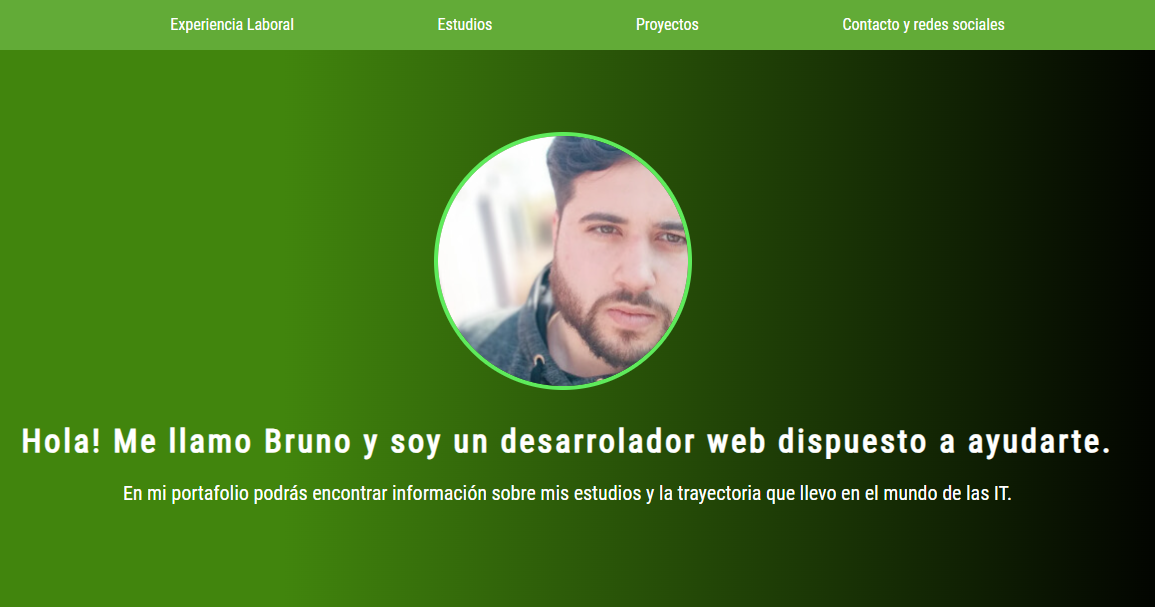 Experiencia Laboral Estudios Proyectos Contacto y redes sociales
Hola! Me llamo Bruno y soy un desarrolador web dispuesto a ayudarte.
En mi portafolio podrás encontrar información sobre mis estudios y la trayectoria que llevo en el mundo de las IT.